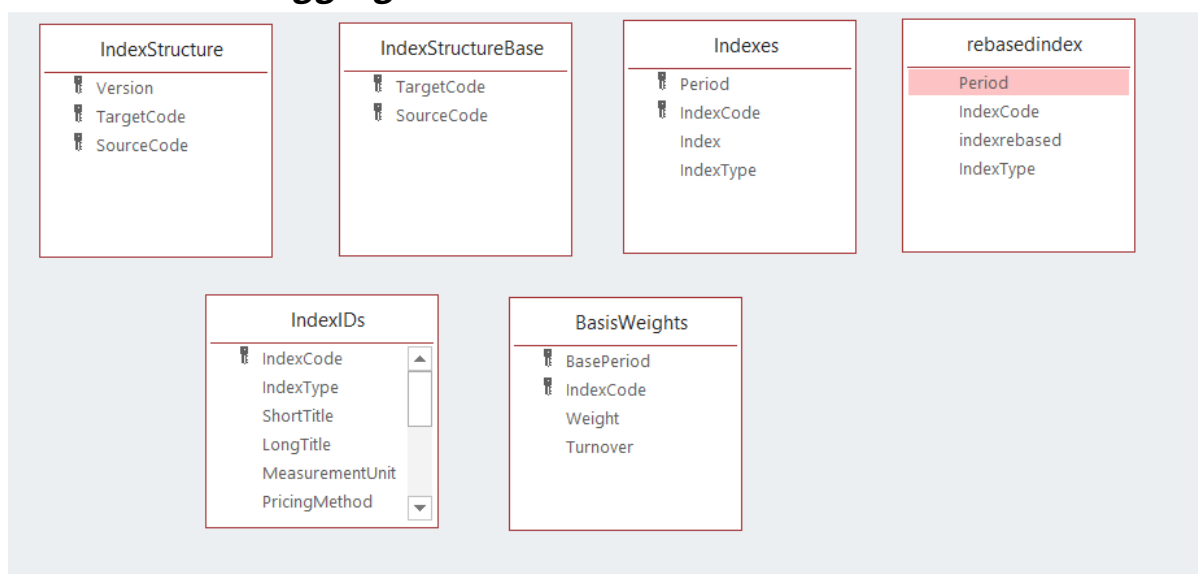 IndexStructure
Version
TargetCode
SourceCode
IndexStructureBase
TargetCode
SourceCode
Indexes
Period
IndexCode
Index
IndexType
rebasedindex
Period
IndexCode
indexrebased
IndexType
IndexIDs
IndexCode
IndexType
ShortTitle
LongTitle
MeasurementUnit
PricingMethod
BasisWeights
BasePeriod
IndexCode
Weight
Turnover